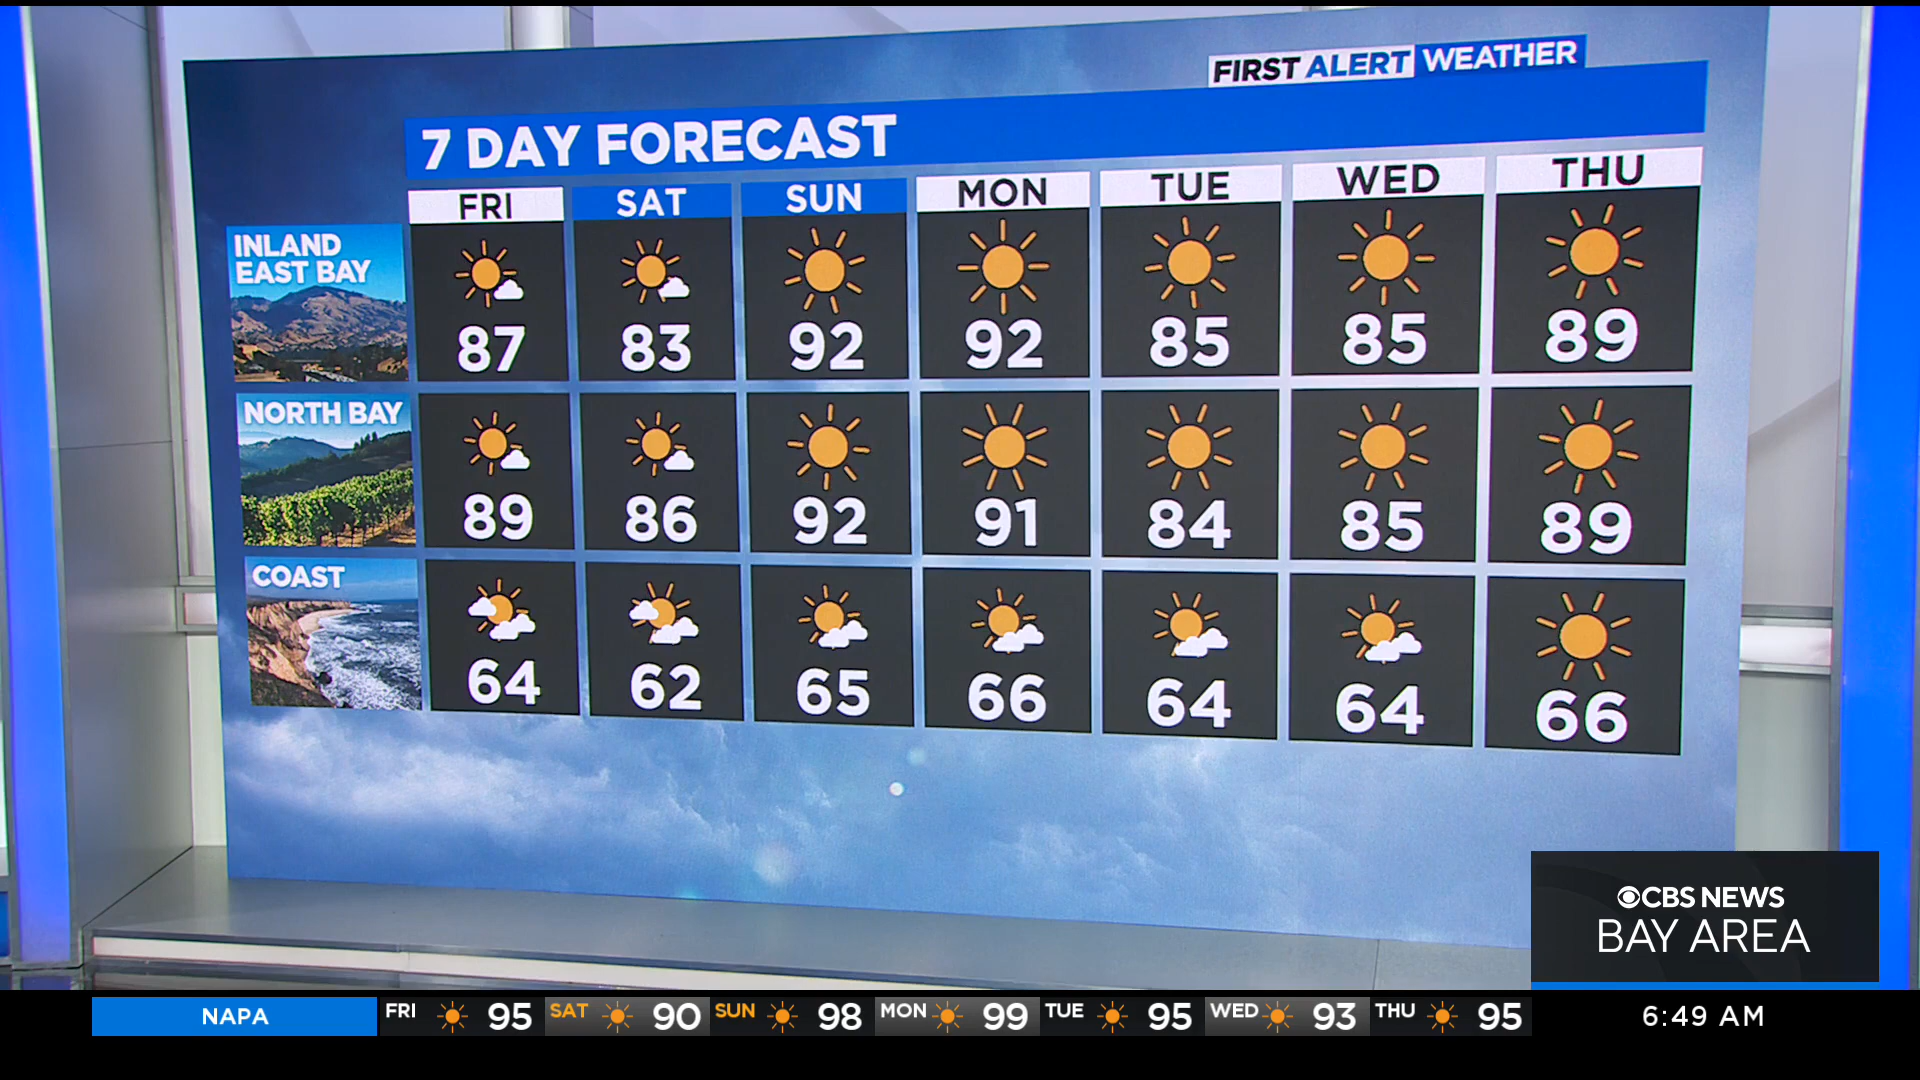 FIRST ALERT WEATHER
7 DAY FORECAST
FRI SAT SUN MON TUE WED THU
INLAND
EAST BAY
87 83 92 92 85 85 89
NORTH BAY
89 86 92 91 84 85 89
COAST
64 62 65 66 64 64 66
CBS NEWS
BAY AREA
NAPA FRI 95 SAT 90 SUN 98 MON 99 TUE 95 WED 93 THU 95 6:49 AM